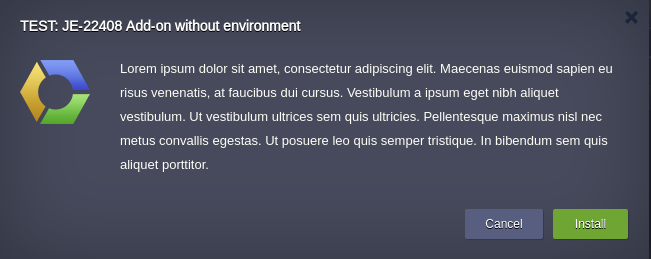 TEST: JE-22408 Add-on without environment
Lorem ipsum dolor sit amet, consectetur adipiscing elit. Maecenas euismod sapien eu
risus venenatis, at faucibus dui cursus. Vestibulum a ipsum eget nibh aliquet
vestibulum. Ut vestibulum ultrices sem quis ultricies. Pellentesque maximus nisl nec
metus convallis egestas. Ut posuere leo quis semper tristique. In bibendum sem quis
aliquet porttitor.
Cancel
Install